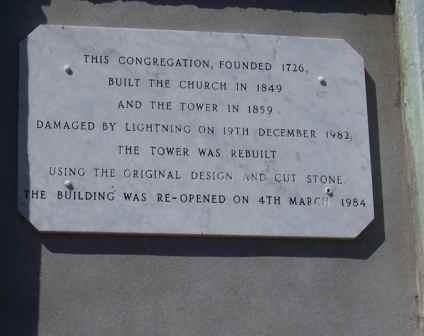 THIS CONGREGATION, FOUNDED 1726,
BUILT THE CHURCH IN 1849
AND THE TOWER IN 1859.
DAMAGED BY LIGHTNING ON 19TH DECEMBER 1982,
THE TOWER WAS REBUILT
USING THE ORIGINAL DESIGN AND CUT STONE.
THE BUILDING WAS RE-OPENED ON 4TH MARCH 1984